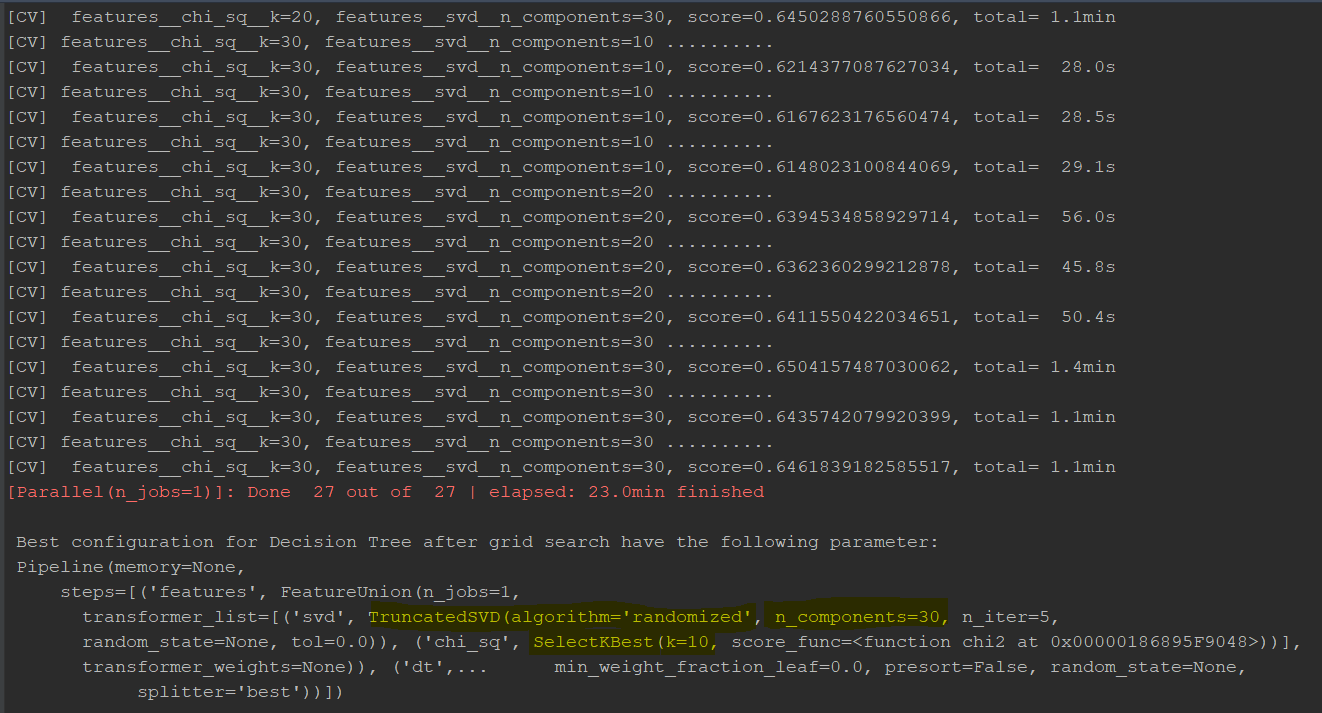 [CV]  features__chi_sq__k=20, features__svd__n_components=30, score=0.6450288760550866, total= 1.1min
[CV] features__chi_sq__k=30, features__svd__n_components=10 ..........
[CV]  features__chi_sq__k=30, features__svd__n_components=10, score=0.6214377087627034, total=  28.0s
[CV] features__chi_sq__k=30, features__svd__n_components=10 ..........
[CV]  features__chi_sq__k=30, features__svd__n_components=10, score=0.6167623176560474, total=  28.5s
[CV] features__chi_sq__k=30, features__svd__n_components=10 ..........
[CV]  features__chi_sq__k=30, features__svd__n_components=10, score=0.6148023100844069, total=  29.1s
[CV] features__chi_sq__k=30, features__svd__n_components=20 ..........
[CV]  features__chi_sq__k=30, features__svd__n_components=20, score=0.6394534858929714, total=  56.0s
[CV] features__chi_sq__k=30, features__svd__n_components=20 ..........
[CV]  features__chi_sq__k=30, features__svd__n_components=20, score=0.6362360299212878, total=  45.8s
[CV] features__chi_sq__k=30, features__svd__n_components=20 ..........
[CV]  features__chi_sq__k=30, features__svd__n_components=20, score=0.6411550422034651, total=  50.4s
[CV] features__chi_sq__k=30, features__svd__n_components=30 ..........
[CV]  features__chi_sq__k=30, features__svd__n_components=30, score=0.6504157487030062, total= 1.4min
[CV] features__chi_sq__k=30, features__svd__n_components=30 ..........
[CV]  features__chi_sq__k=30, features__svd__n_components=30, score=0.6435742079920399, total= 1.1min
[CV] features__chi_sq__k=30, features__svd__n_components=30 ..........
[CV]  features__chi_sq__k=30, features__svd__n_components=30, score=0.6461839182585517, total= 1.1min
[Parallel(n_jobs=1)]: Done  27 out of  27 | elapsed: 23.0min finished
Best configuration for Decision Tree after grid search have the following parameter:
Pipeline(memory=None,
steps=[('features', FeatureUnion(n_jobs=1,
transformer_list=[('svd', TruncatedSVD(algorithm='randomized', n_components=30, n_iter=5,
random_state=None, tol=0.0)), ('chi_sq', SelectKBest(k=10, score_func=<function chi2 at 0x00000186895F9048>))],
transformer_weights=None)), ('dt',...      min_weight_fraction_leaf=0.0, presort=False, random_state=None,
splitter='best'))])